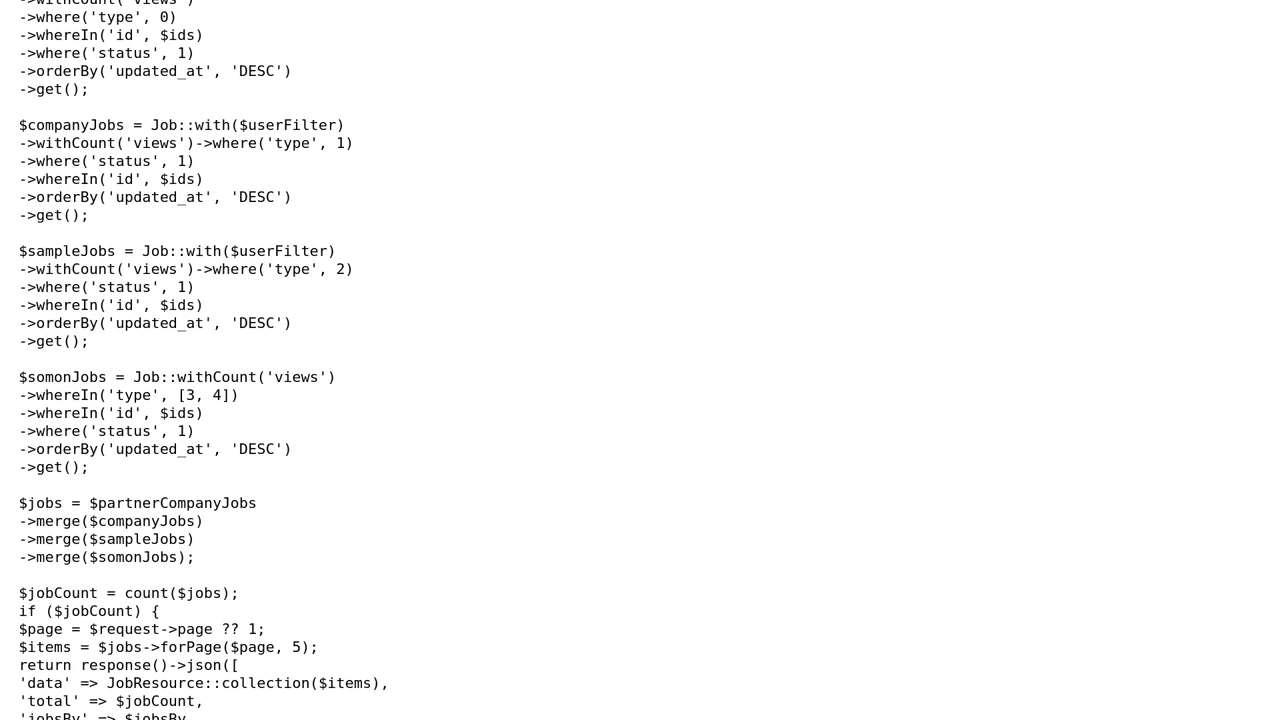 ->withCount('views')
->where('type', 0)
->whereIn('id', $ids)
->where('status', 1)
->orderBy('updated_at', 'DESC')
->get();

$companyJobs = Job::with($userFilter)
->withCount('views')->where('type', 1)
->where('status', 1)
->whereIn('id', $ids)
->orderBy('updated_at', 'DESC')
->get();

$sampleJobs = Job::with($userFilter)
->withCount('views')->where('type', 2)
->where('status', 1)
->whereIn('id', $ids)
->orderBy('updated_at', 'DESC')
->get();

$somonJobs = Job::withCount('views')
->whereIn('type', [3, 4])
->whereIn('id', $ids)
->where('status', 1)
->orderBy('updated_at', 'DESC')
->get();

$jobs = $partnerCompanyJobs
->merge($companyJobs)
->merge($sampleJobs)
->merge($somonJobs);

$jobCount = count($jobs);
if ($jobCount) {
$page = $request->page ?? 1;
$items = $jobs->forPage($page, 5);
return response()->json([
'data' => JobResource::collection($items),
'total' => $jobCount,
'jobsBy' => $jobsBy